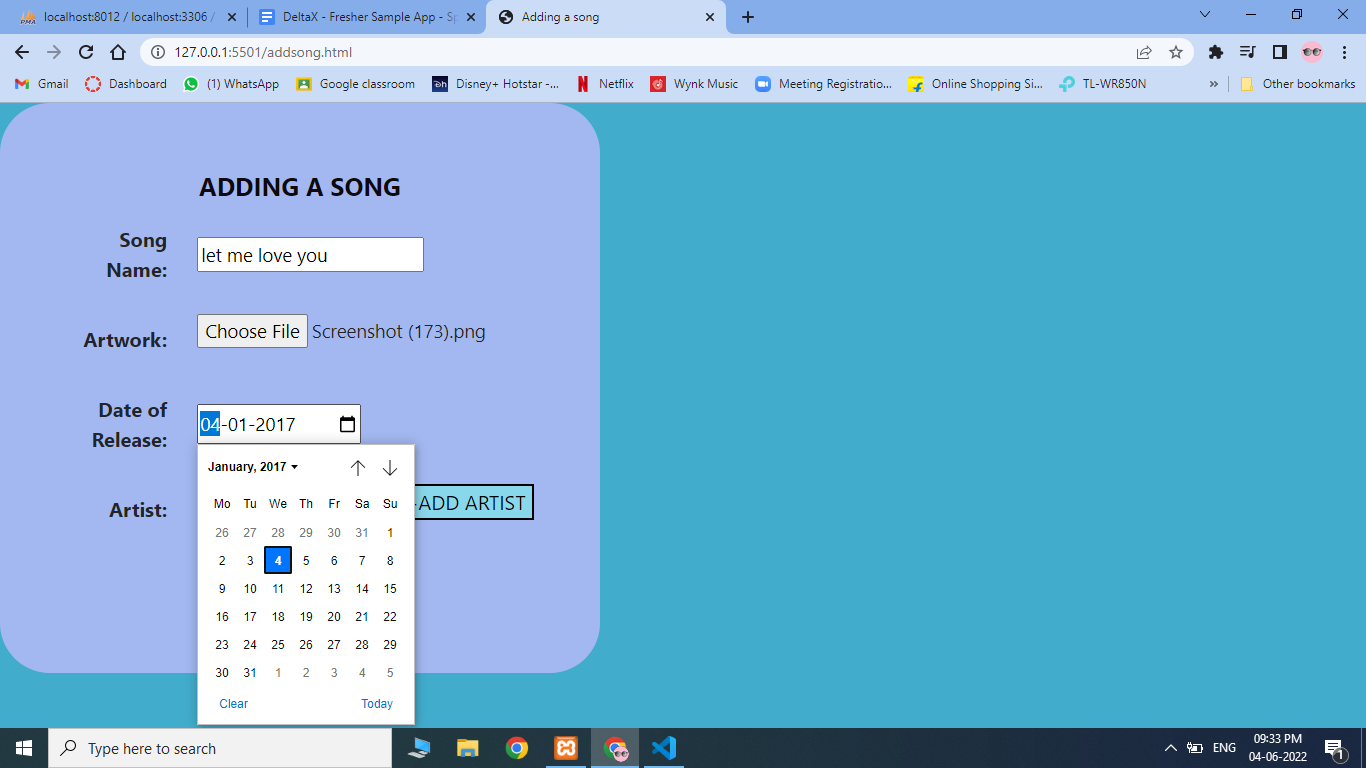 localhost:8012 / localhost:3306 /
DeltaX - Fresher Sample App - Sp
Adding a song
127.0.0.1:5501/addsong.html
Gmail
Dashboard
(1) WhatsApp
Google classroom
Disney+ Hotstar -...
Netflix
Wynk Music
Meeting Registratio...
Online Shopping Si...
TL-WR850N
»
Other bookmarks
ADDING A SONG
Song
Name:
let me love you
Artwork:
Choose File Screenshot (173).png
Date of
Release:
04-01-2017
January, 2017
Mo Tu We Th Fr Sa Su
26 27 28 29 30 31 1
2 3 4 5 6 7 8
9 10 11 12 13 14 15
16 17 18 19 20 21 22
23 24 25 26 27 28 29
30 31 1 2 3 4 5
Clear Today
Artist:
ADD ARTIST
Type here to search
ENG
09:33 PM
04-06-2022
1